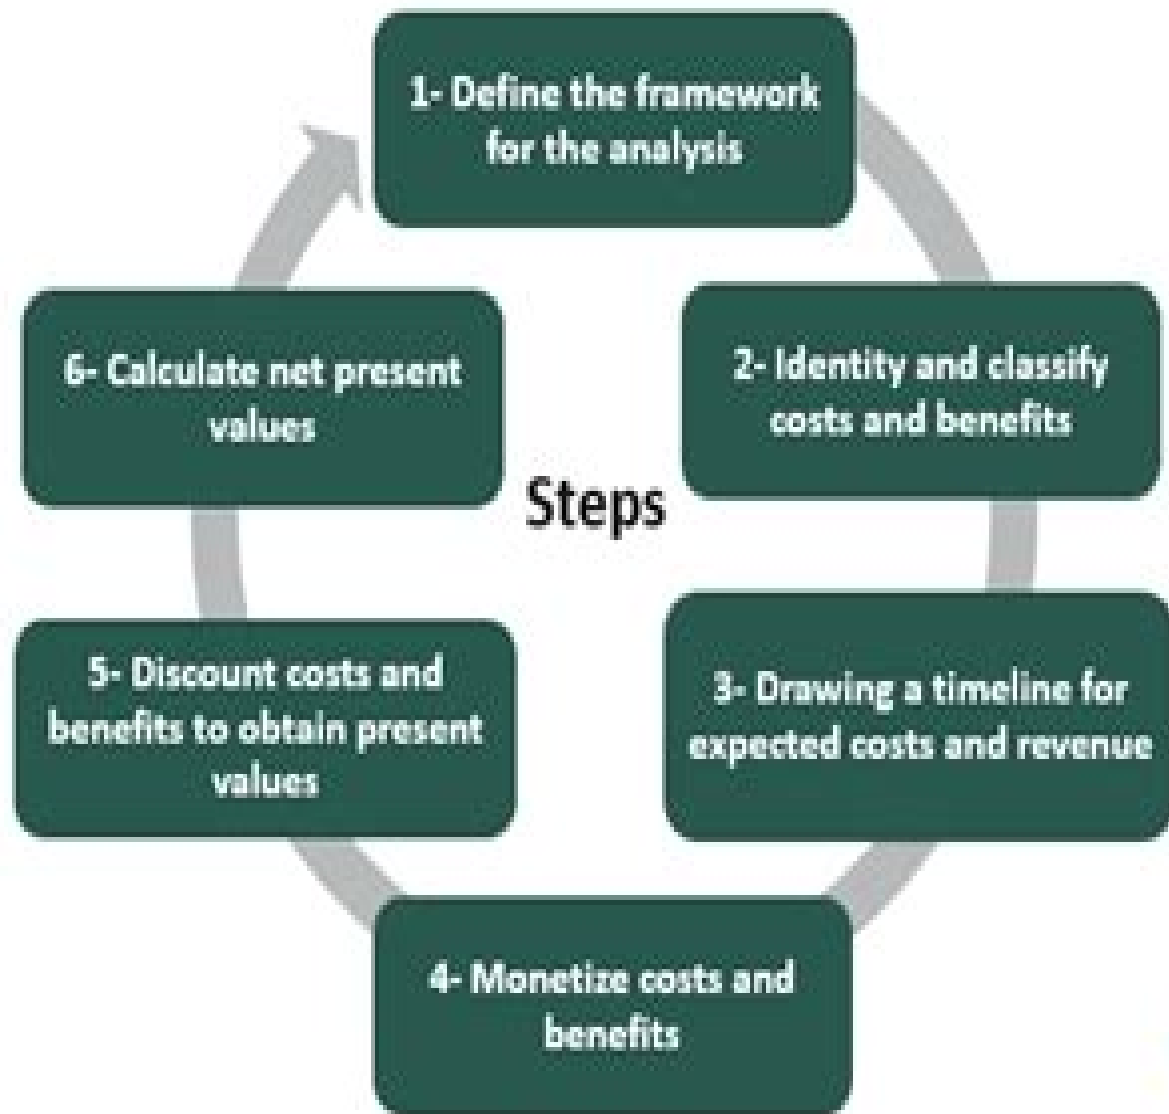 1- Define the framework
for the analysis
2- Identity and classify
costs and benefits
3- Drawing a timeline for
expected costs and revenue
4- Monetize costs and
benefits
5- Discount costs and
benefits to obtain present
values
6- Calculate net present
values
Steps